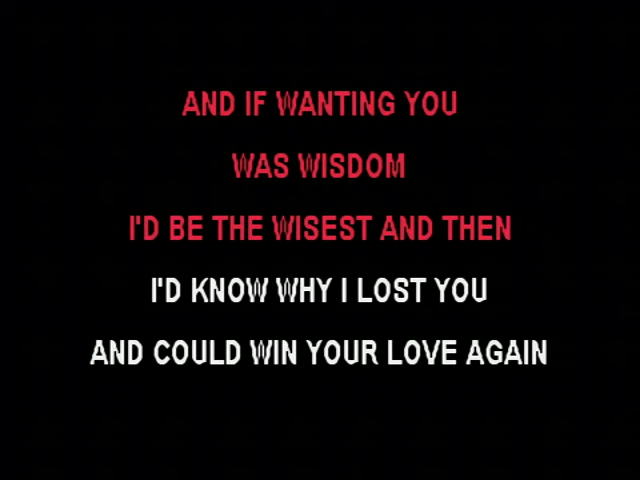 AND IF WANTING YOU
WAS WISDOM
I'D BE THE WISEST AND THEN
I'D KNOW WHY I LOST YOU
AND COULD WIN YOUR LOVE AGAIN